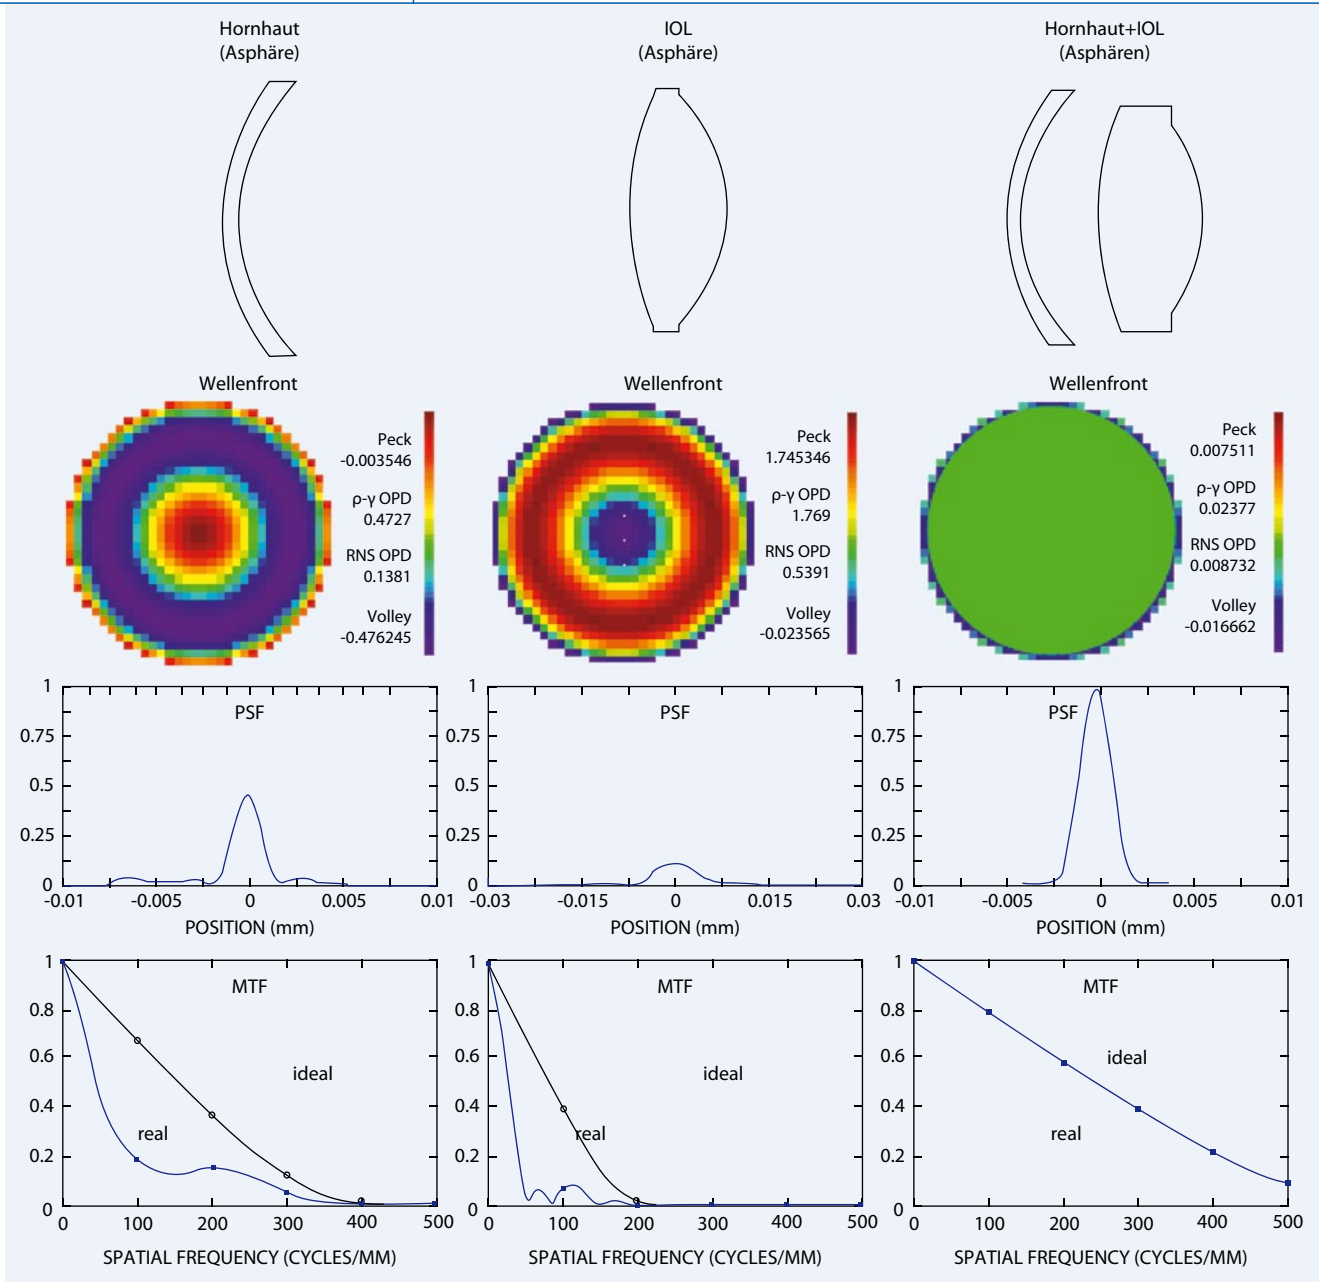 Hornhaut
(Asphäre)
IOL
(Asphäre)
Hornhaut+IOL
(Asphären)
Wellenfront
Peck
-0.003546
ρ-γ OPD
0.4727
RNS OPD
0.1381
Volley
-0.476245
Wellenfront
Peck
1.745346
ρ-γ OPD
1.769
RNS OPD
0.5391
Volley
-0.023565
Wellenfront
Peck
0.007511
ρ-γ OPD
0.02377
RNS OPD
0.008732
Volley
-0.016662
PSF
1
0.75
0.5
0.25
0
-0.01 -0.005 0 0.005 0.01
POSITION (mm)
PSF
1
0.75
0.5
0.25
0
-0.03 -0.015 0 0.015 0.03
POSITION (mm)
PSF
1
0.75
0.5
0.25
0
-0.01 -0.005 0 0.005 0.01
POSITION (mm)
MTF
1
0.8
0.6
0.4
0.2
0
ideal
real
0 100 200 300 400 500
SPATIAL FREQUENCY (CYCLES/MM)
MTF
1
0.8
0.6
0.4
0.2
0
ideal
real
0 100 200 300 400 500
SPATIAL FREQUENCY (CYCLES/MM)
MTF
1
0.8
0.6
0.4
0.2
0
ideal
real
0 100 200 300 400 500
SPATIAL FREQUENCY (CYCLES/MM)